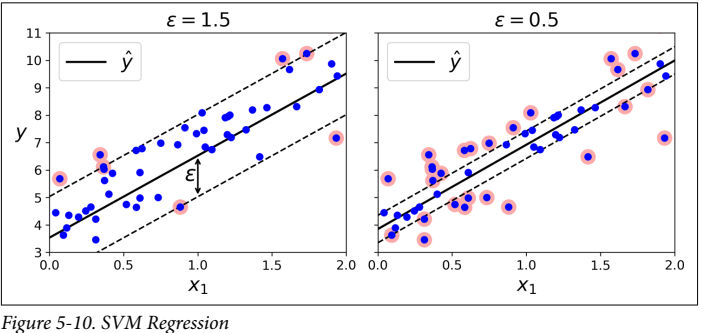 ε = 1.5
ε = 0.5
11
10
9
8
7
6
5
4
3
y
ŷ
ε
0.0 0.5 1.0 1.5 2.0
x₁
ŷ
0.0 0.5 1.0 1.5 2.0
x₁
Figure 5-10. SVM Regression